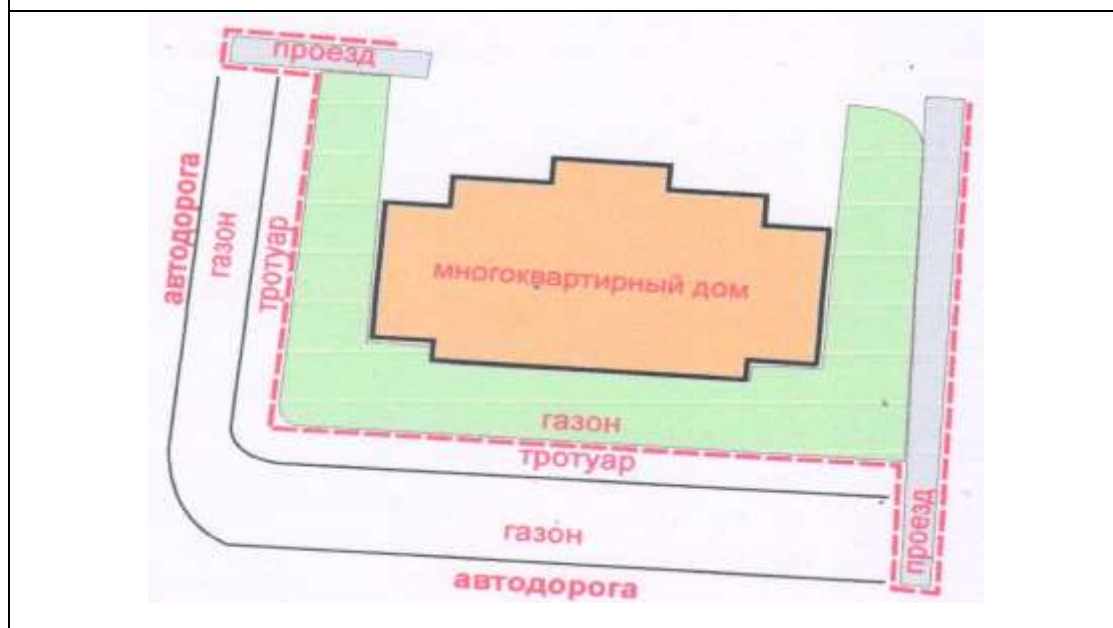 проезд
автодорога
газон
тротуар
многоквартирный дом
газон
тротуар
проезд
газон
автодорога